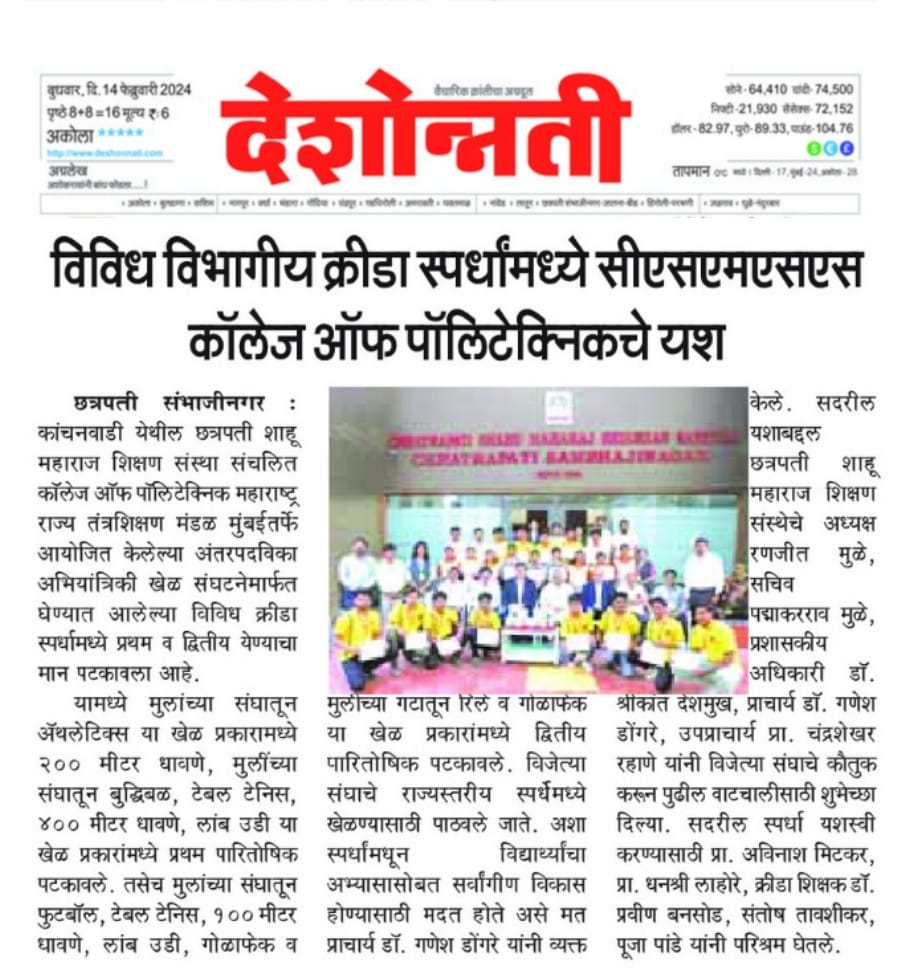 बुधवार, दि. 14 फेब्रुवारी 2024
पृष्ठे 8+8=16 मूल्य रु: 6
अकोला *****
http://www.deshonnati.com
अग्रलेख
वैचारिक क्रांतीचा अग्रदूत
देशोन्नती
सोने- 64,410 चांदी- 74,500
निफ्टी -21,930 सेंसेक्स - 72,152
डॉलर - 82.97, युरो- 89.33, पाऊंड-104.76
तापमान
विविध विभागीय क्रीडा स्पर्धांमध्ये सीएसएमएसएस
कॉलेज ऑफ पॉलिटेक्निकचे यश
छत्रपती संभाजीनगर :
कांचनवाडी येथील छत्रपती शाहू
महाराज शिक्षण संस्था संचलित
कॉलेज ऑफ पॉलिटेक्निक महाराष्ट्र
राज्य तंत्रशिक्षण मंडळ मुंबईतर्फे
आयोजित केलेल्या अंतरपदविका
अभियांत्रिकी खेळ संघटनेमार्फत
घेण्यात आलेल्या विविध क्रीडा
स्पर्धामध्ये प्रथम व द्वितीय येण्याचा
मान पटकावला आहे.
यामध्ये मुलांच्या संघातून
ॲथलेटिक्स या खेळ प्रकारामध्ये
२०० मीटर धावणे, मुलींच्या
संघातून बुद्धिबळ, टेबल टेनिस,
४०० मीटर धावणे, लांब उडी या
खेळ प्रकारांमध्ये प्रथम पारितोषिक
पटकावले. तसेच मुलांच्या संघातून
फुटबॉल, टेबल टेनिस, १०० मीटर
धावणे, लांब उडी, गोळाफेक व
CHHATRAPATI SHAHU MAHARAJ SHIKSHAN SANSTHA
CHHATRAPATI SAMBHAJINAGAR
मुलींच्या गटातून रिले व गोळाफेक
या खेळ प्रकारांमध्ये द्वितीय
पारितोषिक पटकावले. विजेत्या
संघाचे राज्यस्तरीय स्पर्धेमध्ये
खेळण्यासाठी पाठवले जाते. अशा
स्पर्धांमधून विद्यार्थ्यांचा
अभ्यासासोबत सर्वांगीण विकास
होण्यासाठी मदत होते असे मत
प्राचार्य डॉ. गणेश डोंगरे यांनी व्यक्त
केले. सदरील
यशाबद्दल
छत्रपती शाहू
महाराज शिक्षण
संस्थेचे अध्यक्ष
रणजीत मुळे,
सचिव
पद्माकरराव मुळे,
प्रशासकीय
अधिकारी डॉ.
श्रीकांत देशमुख, प्राचार्य डॉ. गणेश
डोंगरे, उपप्राचार्य प्रा. चंद्रशेखर
रहाणे यांनी विजेत्या संघाचे कौतुक
करून पुढील वाटचालीसाठी शुभेच्छा
दिल्या. सदरील स्पर्धा यशस्वी
करण्यासाठी प्रा. अविनाश मिटकर,
प्रा. धनश्री लाहोरे, क्रीडा शिक्षक डॉ.
प्रवीण बनसोड, संतोष तावशीकर,
पूजा पांडे यांनी परिश्रम घेतले.